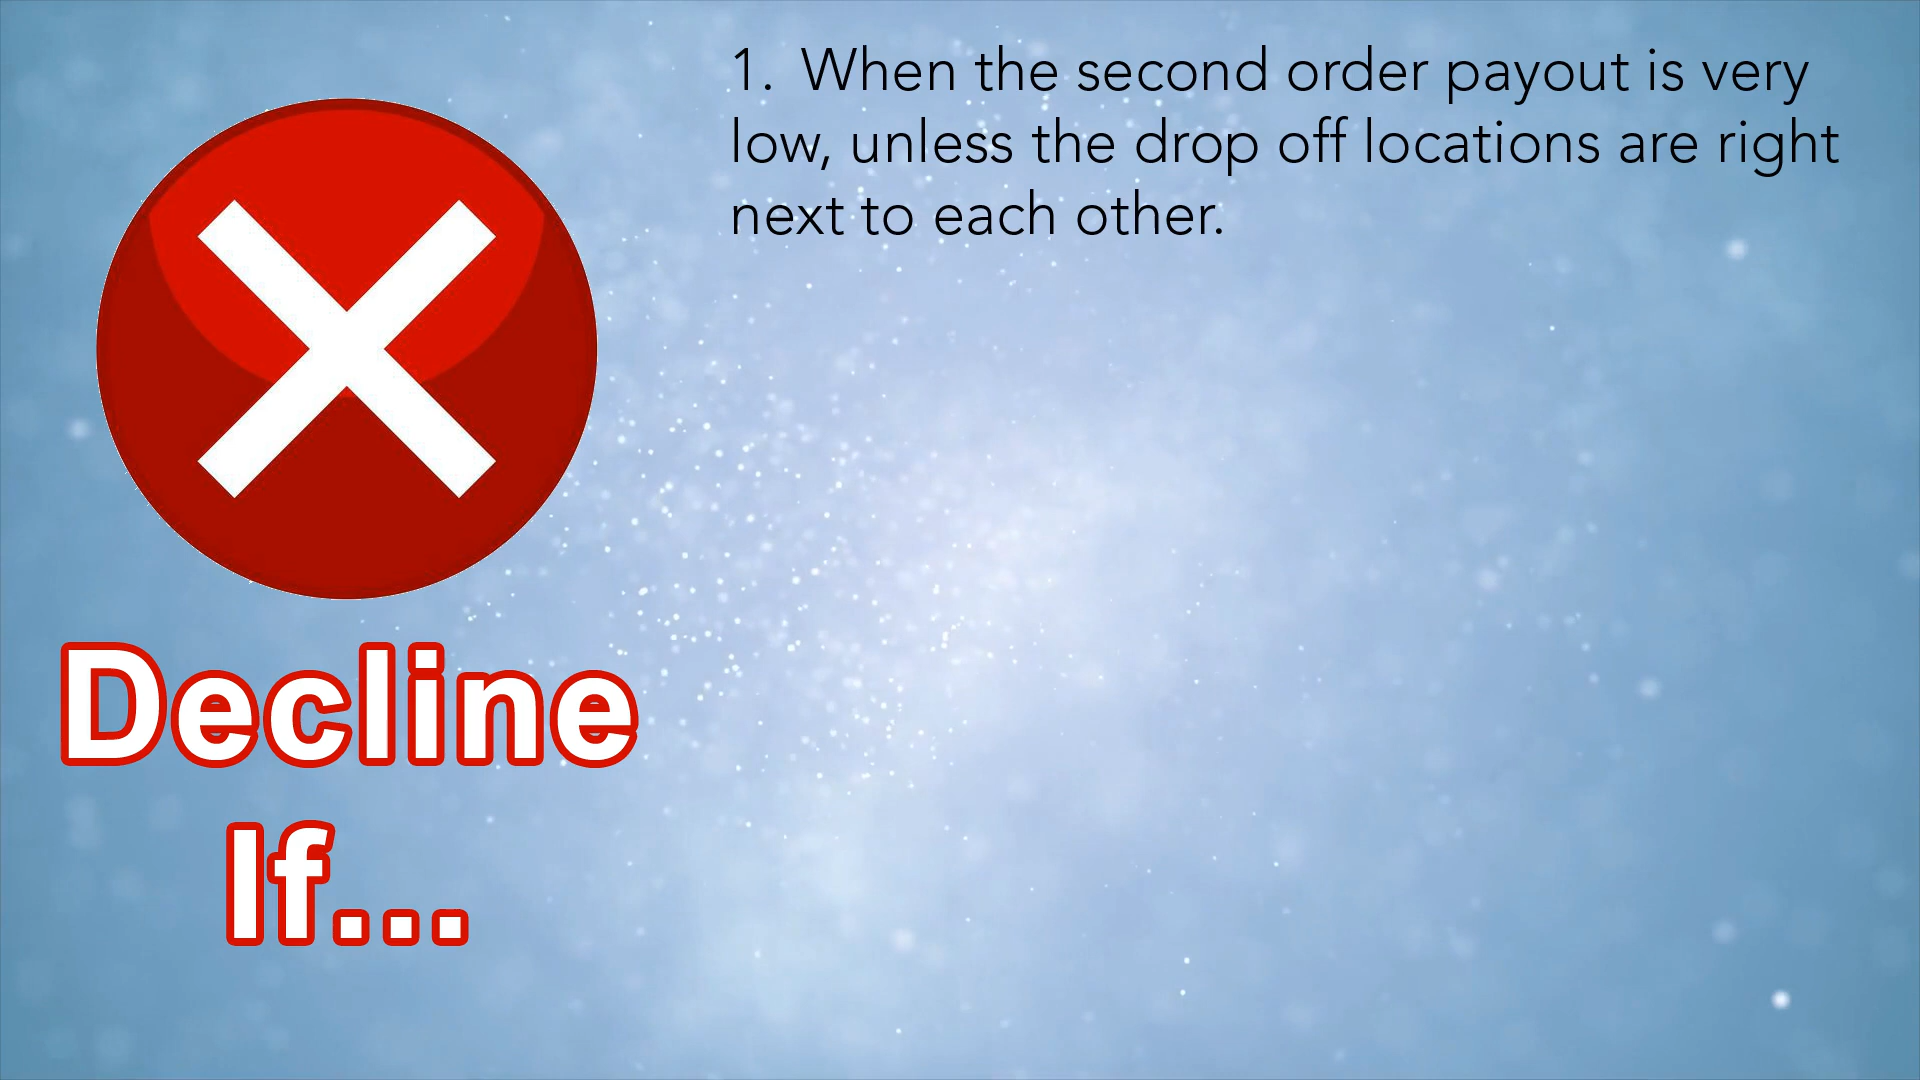 1. When the second order payout is very
low, unless the drop off locations are right
next to each other.
Decline
If...